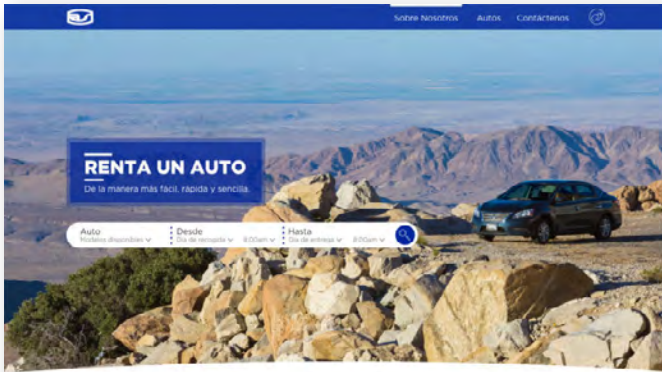 Sobre Nosotros Autos Contáctenos
RENTA UN AUTO
De la manera más fácil, rápida y sencilla.
Auto Desde Hasta
Modelos disponibles Día de recogida 8:00am Día de entrega 8:00am